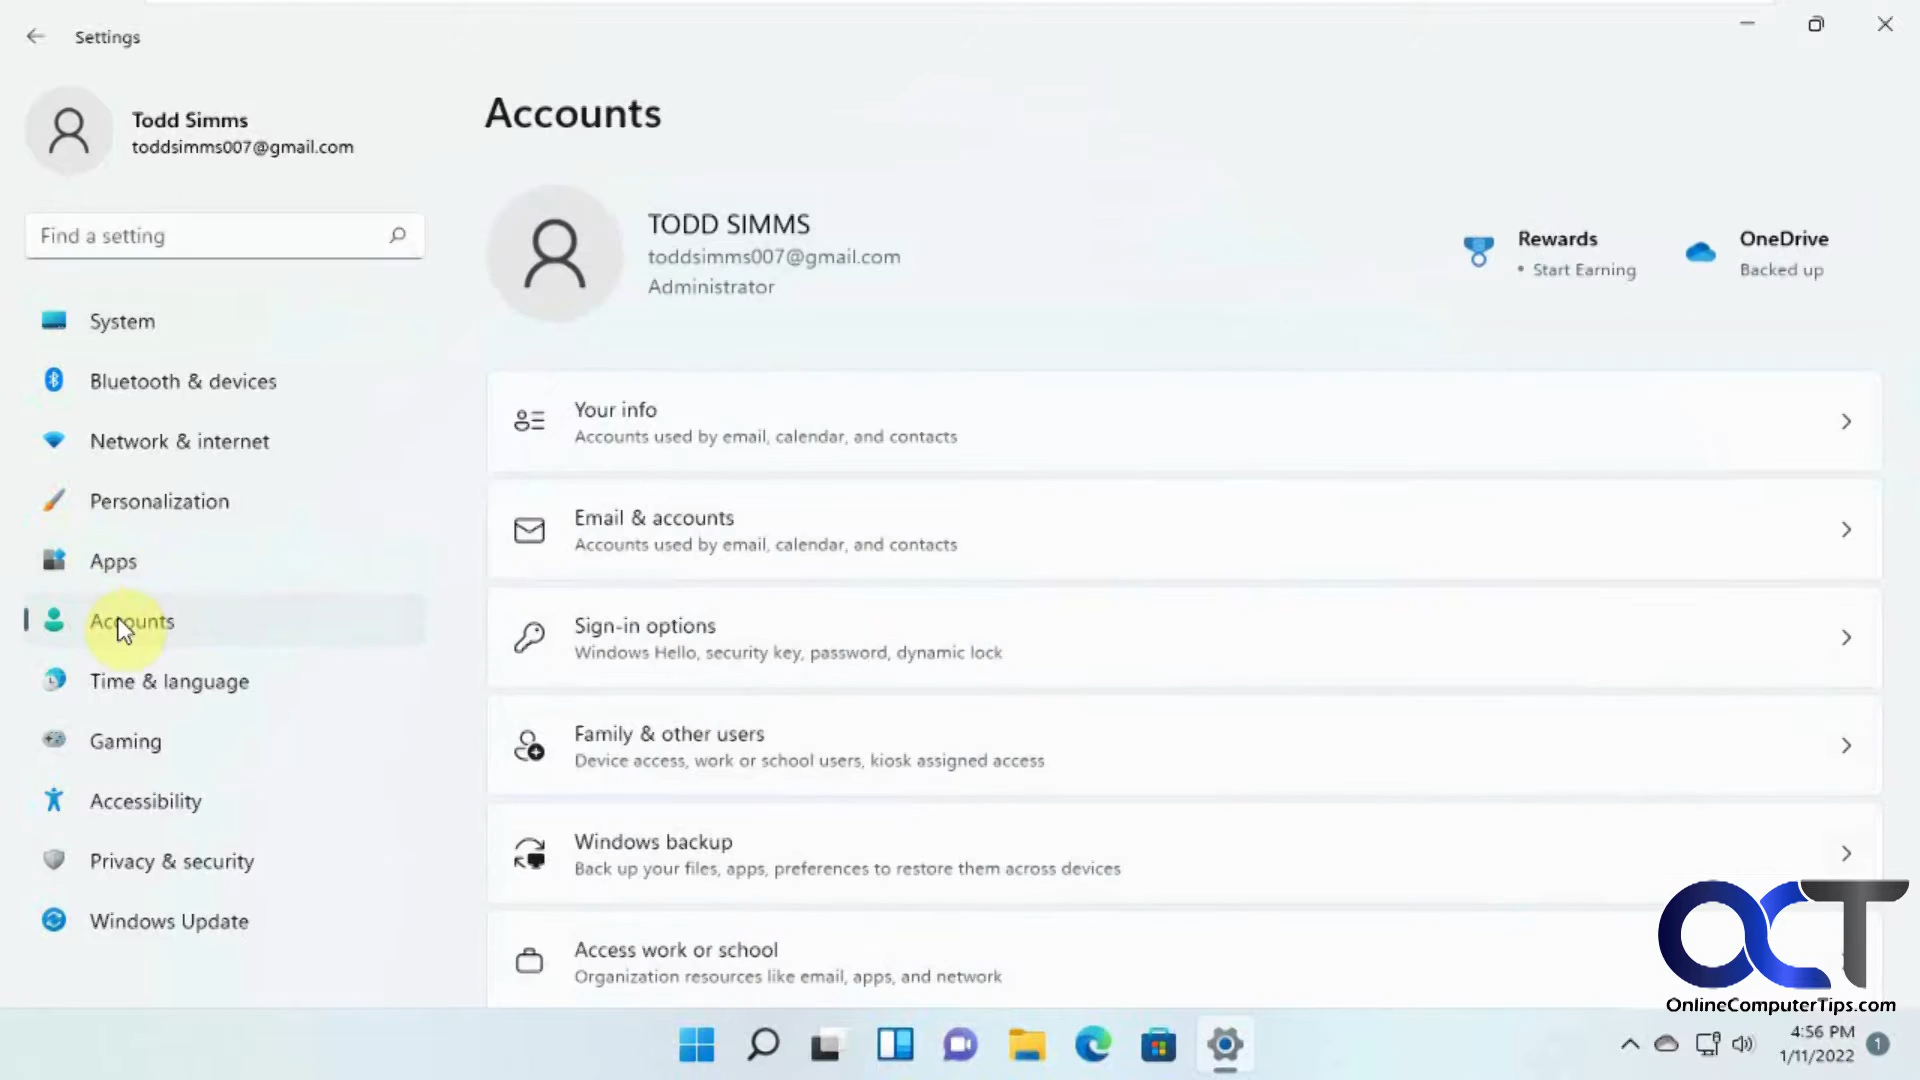 Settings
Todd Simms
toddsimms007@gmail.com
Find a setting
System
Bluetooth & devices
Network & internet
Personalization
Apps
Accounts
Time & language
Gaming
Accessibility
Privacy & security
Windows Update
Accounts
TODD SIMMS
toddsimms007@gmail.com
Administrator
Rewards
• Start Earning
OneDrive
Backed up
Your info
Accounts used by email, calendar, and contacts
Email & accounts
Accounts used by email, calendar, and contacts
Sign-in options
Windows Hello, security key, password, dynamic lock
Family & other users
Device access, work or school users, kiosk assigned access
Windows backup
Back up your files, apps, preferences to restore them across devices
Access work or school
Organization resources like email, apps, and network
OCT
OnlineComputerTips.com
4:56 PM
1/11/2022
1